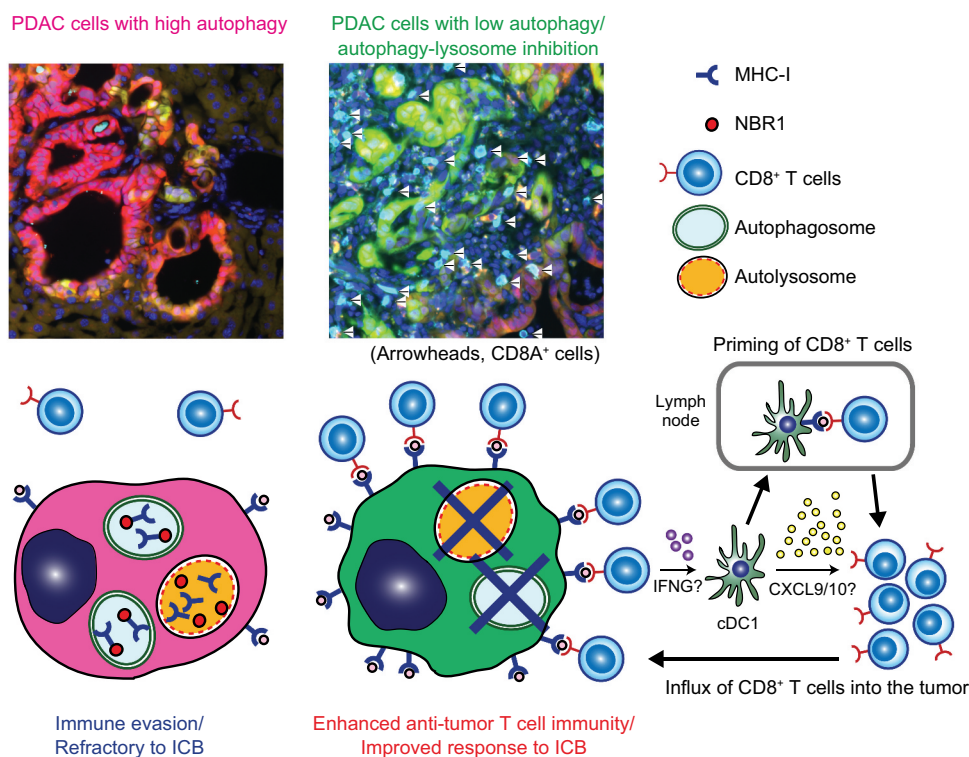 PDAC cells with high autophagy
PDAC cells with low autophagy/
autophagy-lysosome inhibition
MHC-I
NBR1
CD8⁺ T cells
Autophagosome
Autolysosome
(Arrowheads, CD8A⁺ cells)
Priming of CD8⁺ T cells
Lymph
node
IFNG?
cDC1
CXCL9/10?
Influx of CD8⁺ T cells into the tumor
Immune evasion/
Refractory to ICB
Enhanced anti-tumor T cell immunity/
Improved response to ICB